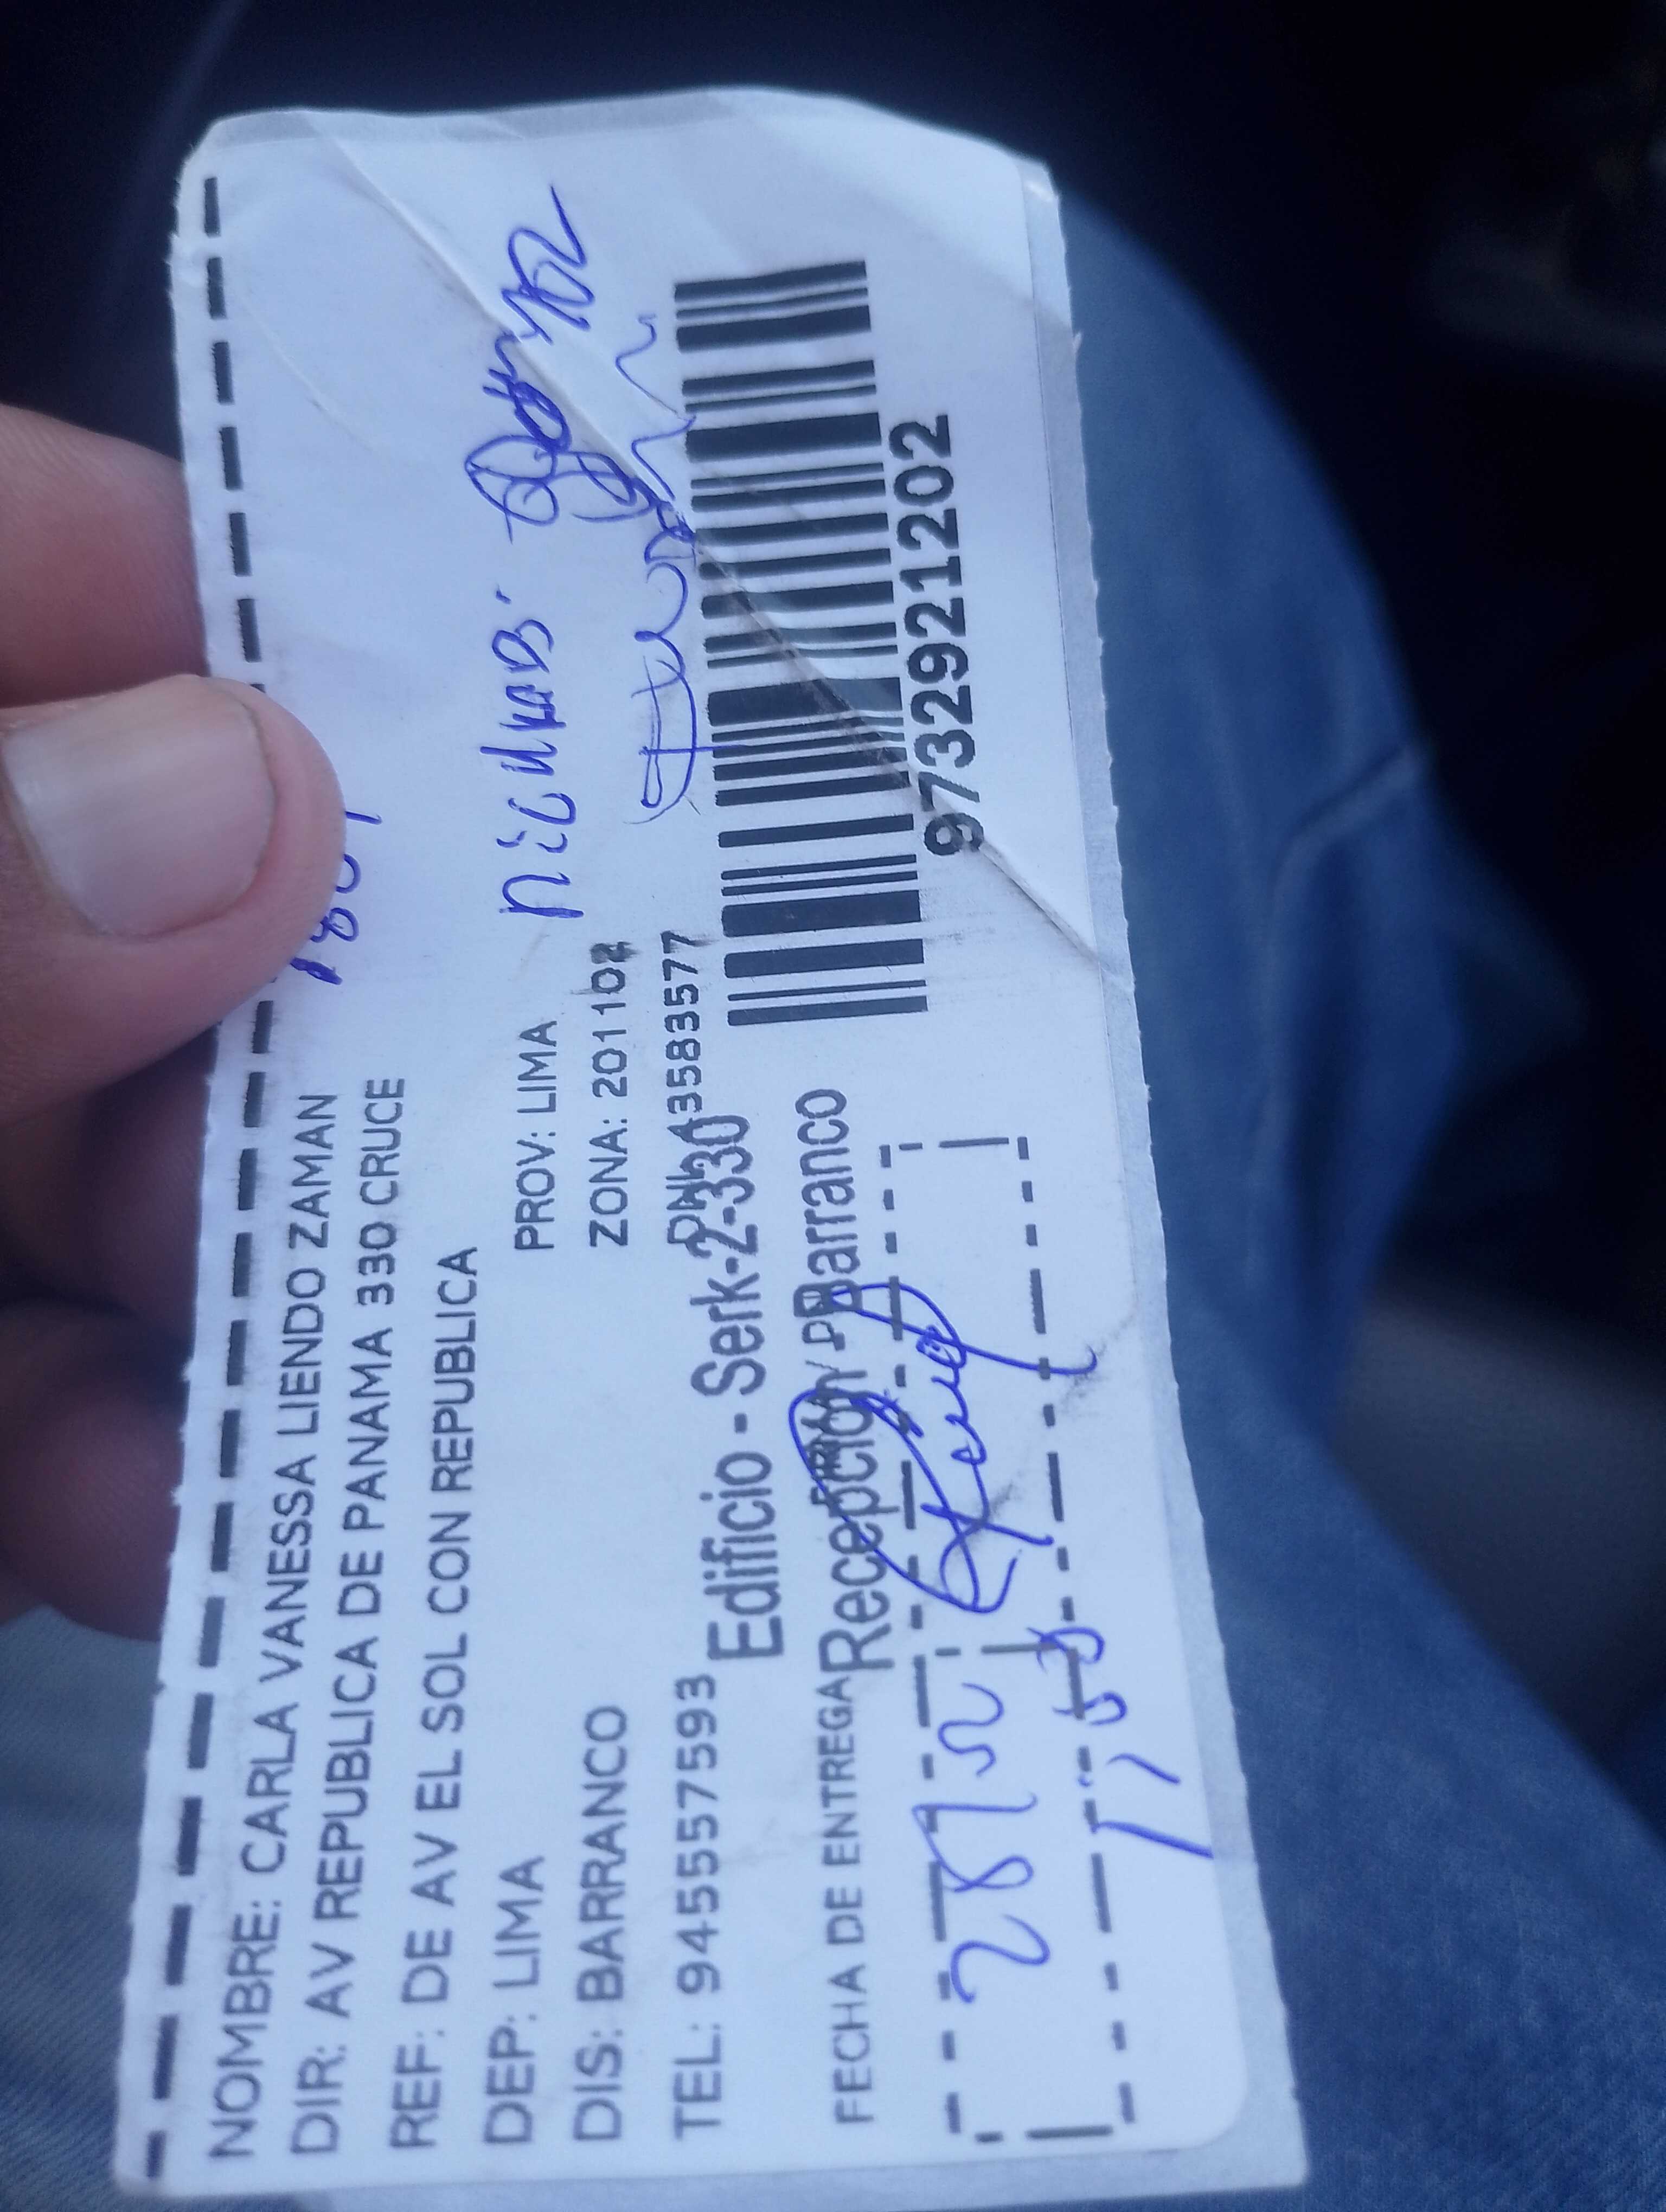 NOMBRE: CARLA VANESSA LIENDO ZAMAN
DIR: AV REPUBLICA DE PANAMA 330 CRUCE
REF: DE AV EL SOL CON REPUBLICA
DEP: LIMA PROV: LIMA
DIS: BARRANCO ZONA: 201102
TEL: 945557593 DNI: 43583577
Edificio - Serk-2-330
FECHA DE ENTREGA
Recepción - Barranco
9732921202